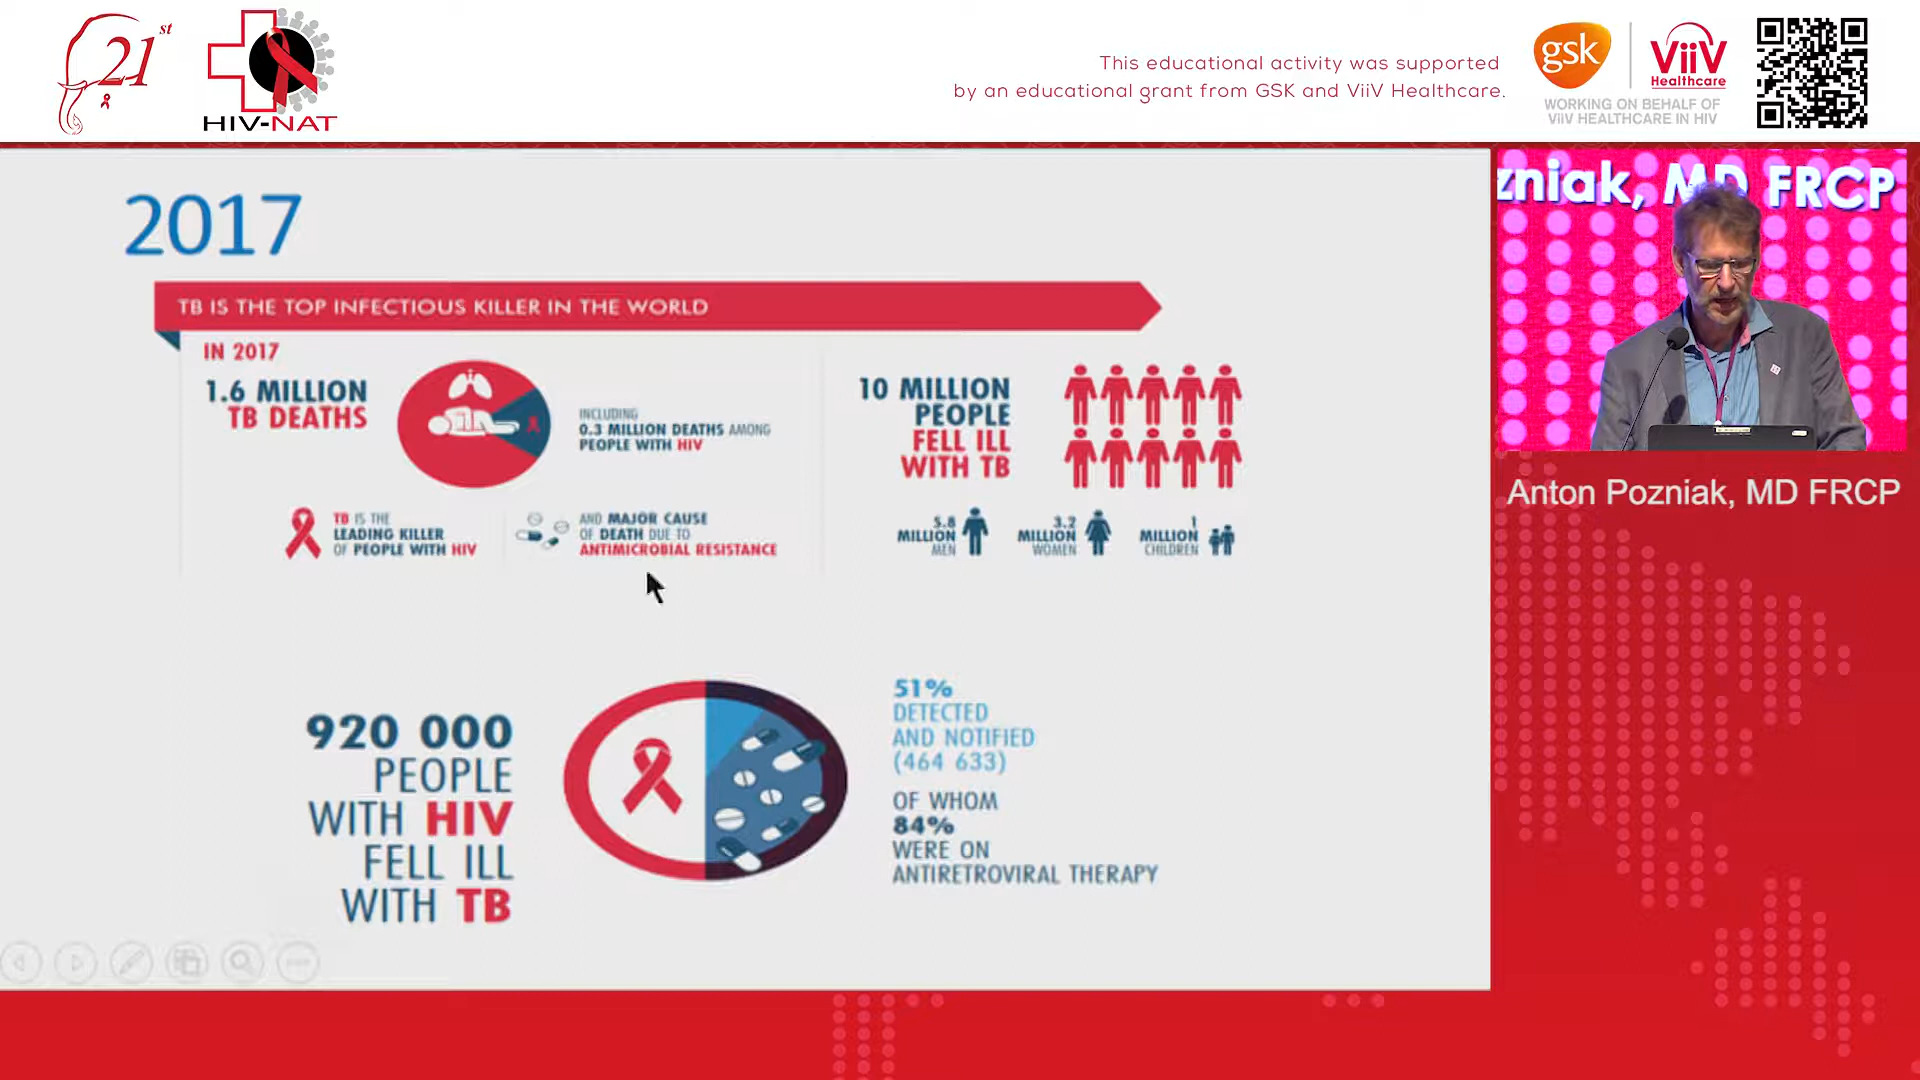 21st
HIV-NAT
This educational activity was supported
by an educational grant from GSK and ViiV Healthcare.
gsk
ViiV
Healthcare
WORKING ON BEHALF OF
ViiV HEALTHCARE IN HIV
2017
TB IS THE TOP INFECTIOUS KILLER IN THE WORLD
IN 2017
1.6 MILLION
TB DEATHS
INCLUDING
0.3 MILLION DEATHS AMONG
PEOPLE WITH HIV
TB IS THE
LEADING KILLER
OF PEOPLE WITH HIV
AND MAJOR CAUSE
OF DEATH DUE TO
ANTIMICROBIAL RESISTANCE
10 MILLION
PEOPLE
FELL ILL
WITH TB
5.8
MILLION
MEN
3.2
MILLION
WOMEN
1
MILLION
CHILDREN
920 000
PEOPLE
WITH HIV
FELL ILL
WITH TB
51%
DETECTED
AND NOTIFIED
(464 633)
OF WHOM
84%
WERE ON
ANTIRETROVIRAL THERAPY
zniak, MD FRCP
Anton Pozniak, MD FRCP